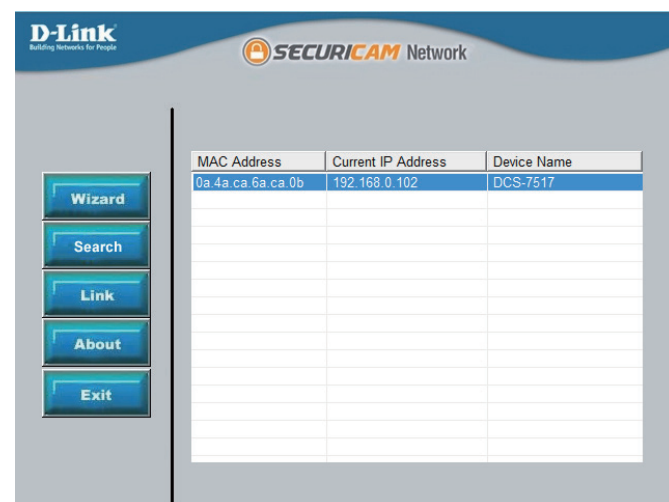 D-Link
Building Networks for People
SECURICAM Network
MAC Address Current IP Address Device Name
0a.4a.ca.6a.ca.0b 192.168.0.102 DCS-7517
Wizard
Search
Link
About
Exit